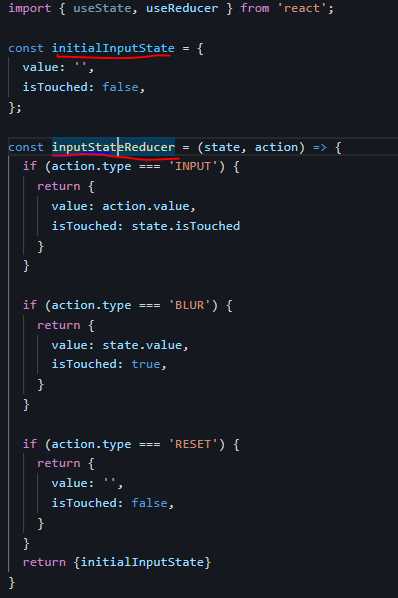 import { useState, useReducer } from 'react';
const initialInputState = {
value: '',
isTouched: false,
};
const inputStateReducer = (state, action) => {
if (action.type === 'INPUT') {
return {
value: action.value,
isTouched: state.isTouched
}
}
if (action.type === 'BLUR') {
return {
value: state.value,
isTouched: true,
}
}
if (action.type === 'RESET') {
return {
value: '',
isTouched: false,
}
}
return {initialInputState}
}